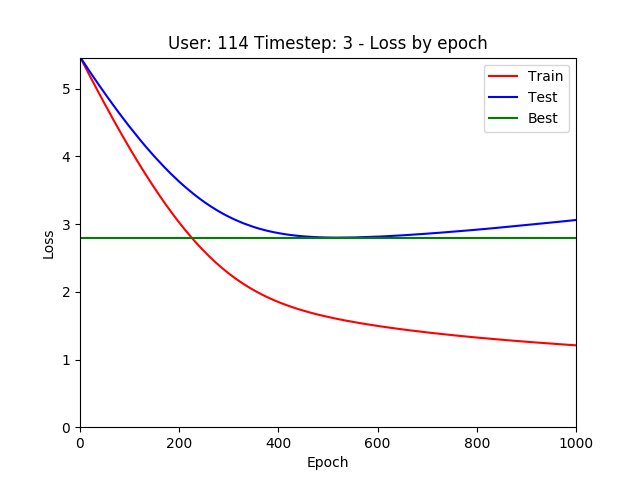 User: 114 Timestep: 3 - Loss by epoch
Train
Test
Best
5
4
3
2
1
0
Loss
0 200 400 600 800 1000
Epoch